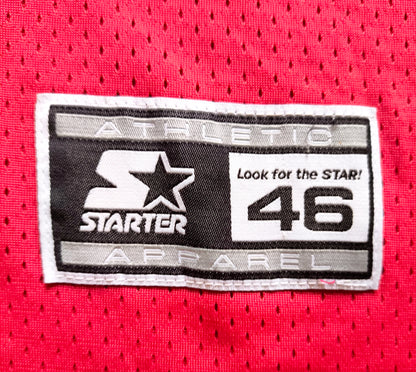 ATHLETIC
STARTER
Look for the STAR!
46
APPAREL